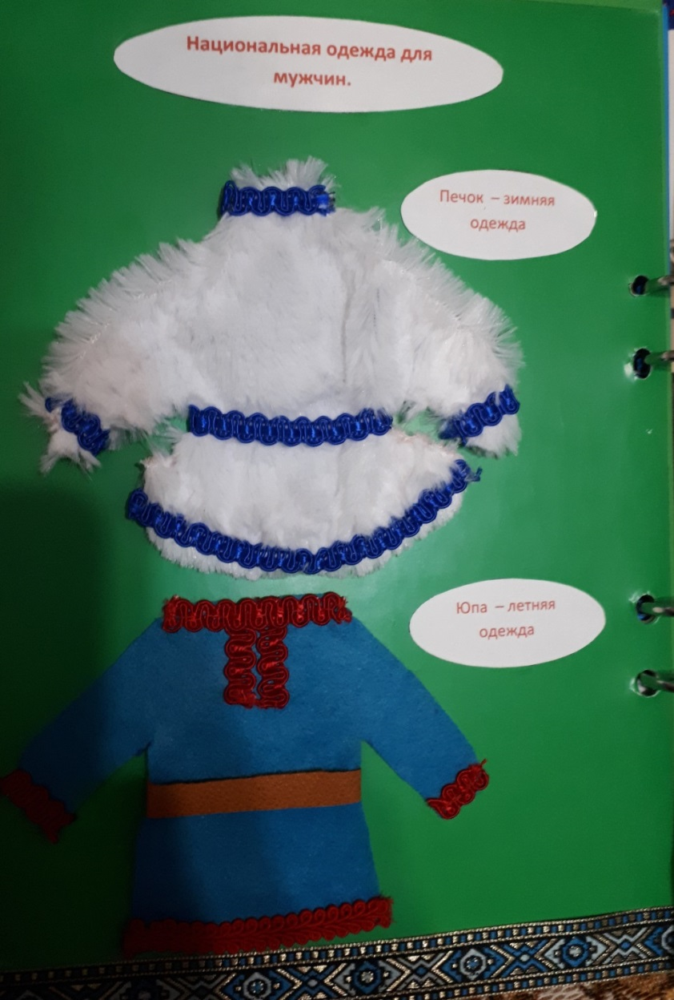 Национальная одежда для
мужчин.
Печок – зимняя
одежда
Юпа – летняя
одежда